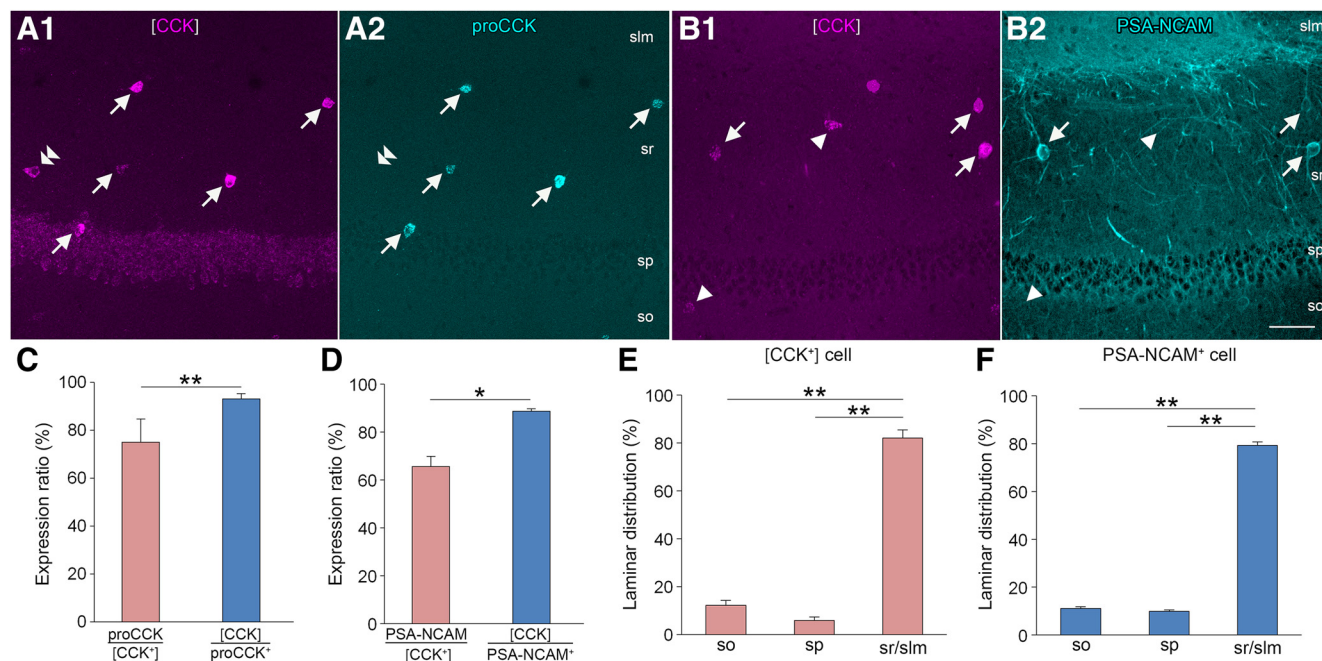 A1
[CCK]
A2
proCCK
slm
sr
sp
so
B1
[CCK]
B2
PSA-NCAM
slm
sr
sp
so
C
Expression ratio (%)
100
80
60
40
20
0
**
proCCK
[CCK⁺]
[CCK]
proCCK⁺
D
Expression ratio (%)
100
80
60
40
20
0
*
PSA-NCAM
[CCK⁺]
[CCK]
PSA-NCAM⁺
E
[CCK⁺] cell
Laminar distribution (%)
100
80
60
40
20
0
**
**
so sp sr/slm
F
PSA-NCAM⁺ cell
Laminar distribution (%)
100
80
60
40
20
0
**
**
so sp sr/slm